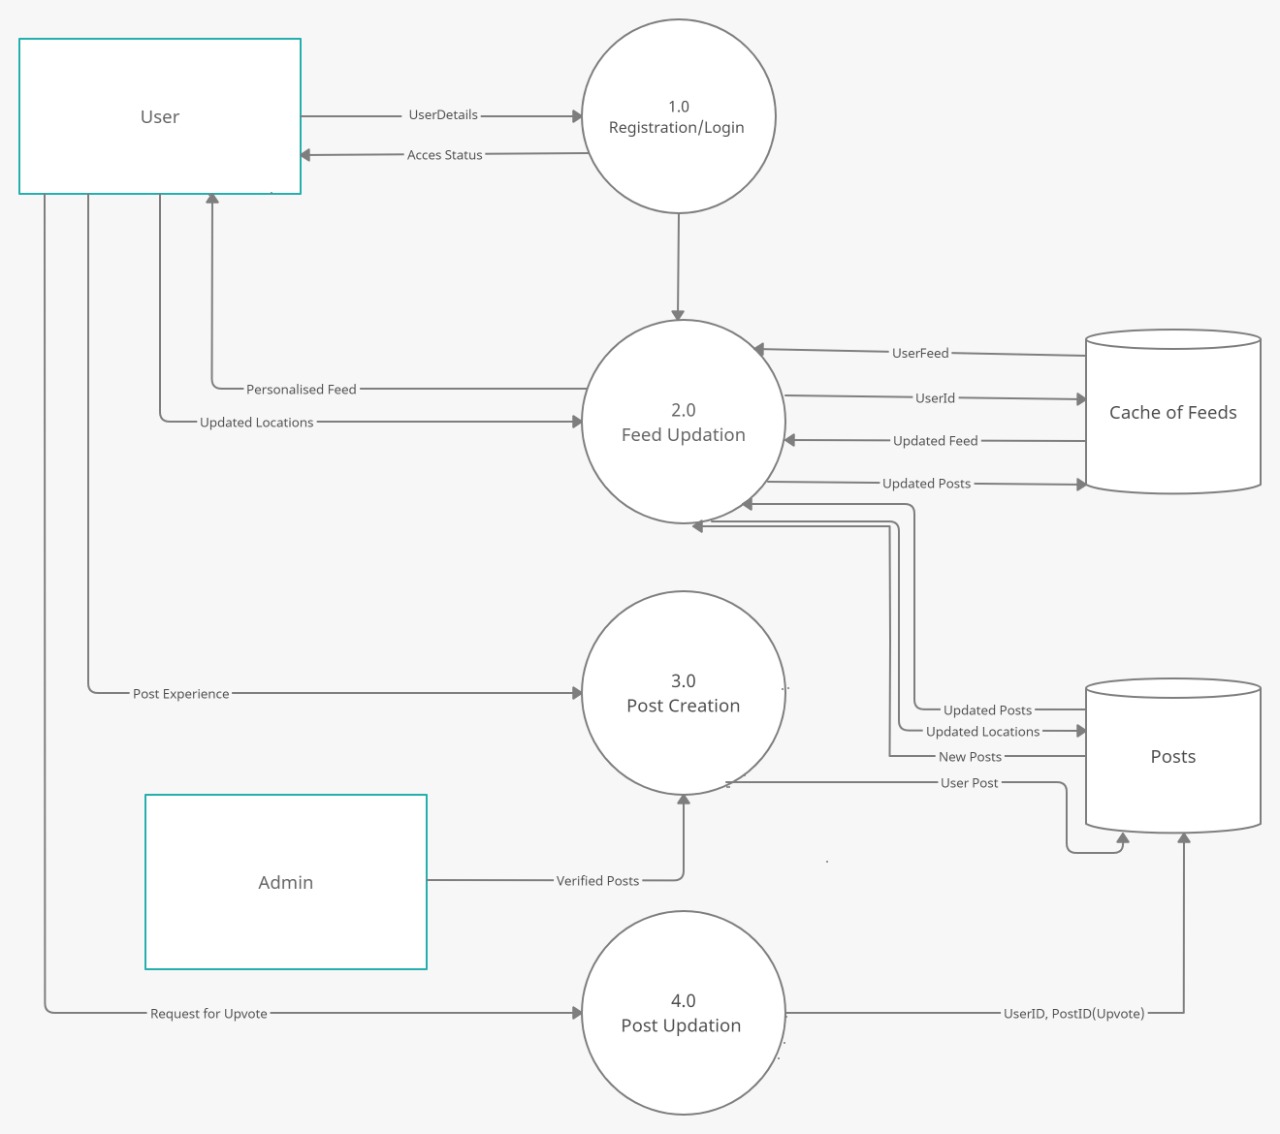 User
UserDetails
Acces Status
1.0
Registration/Login
Personalised Feed
Updated Locations
2.0
Feed Updation
UserFeed
UserId
Updated Feed
Updated Posts
Cache of Feeds
Post Experience
3.0
Post Creation
Updated Posts
Updated Locations
New Posts
User Post
Posts
Admin
Verified Posts
Request for Upvote
4.0
Post Updation
UserID, PostID(Upvote)